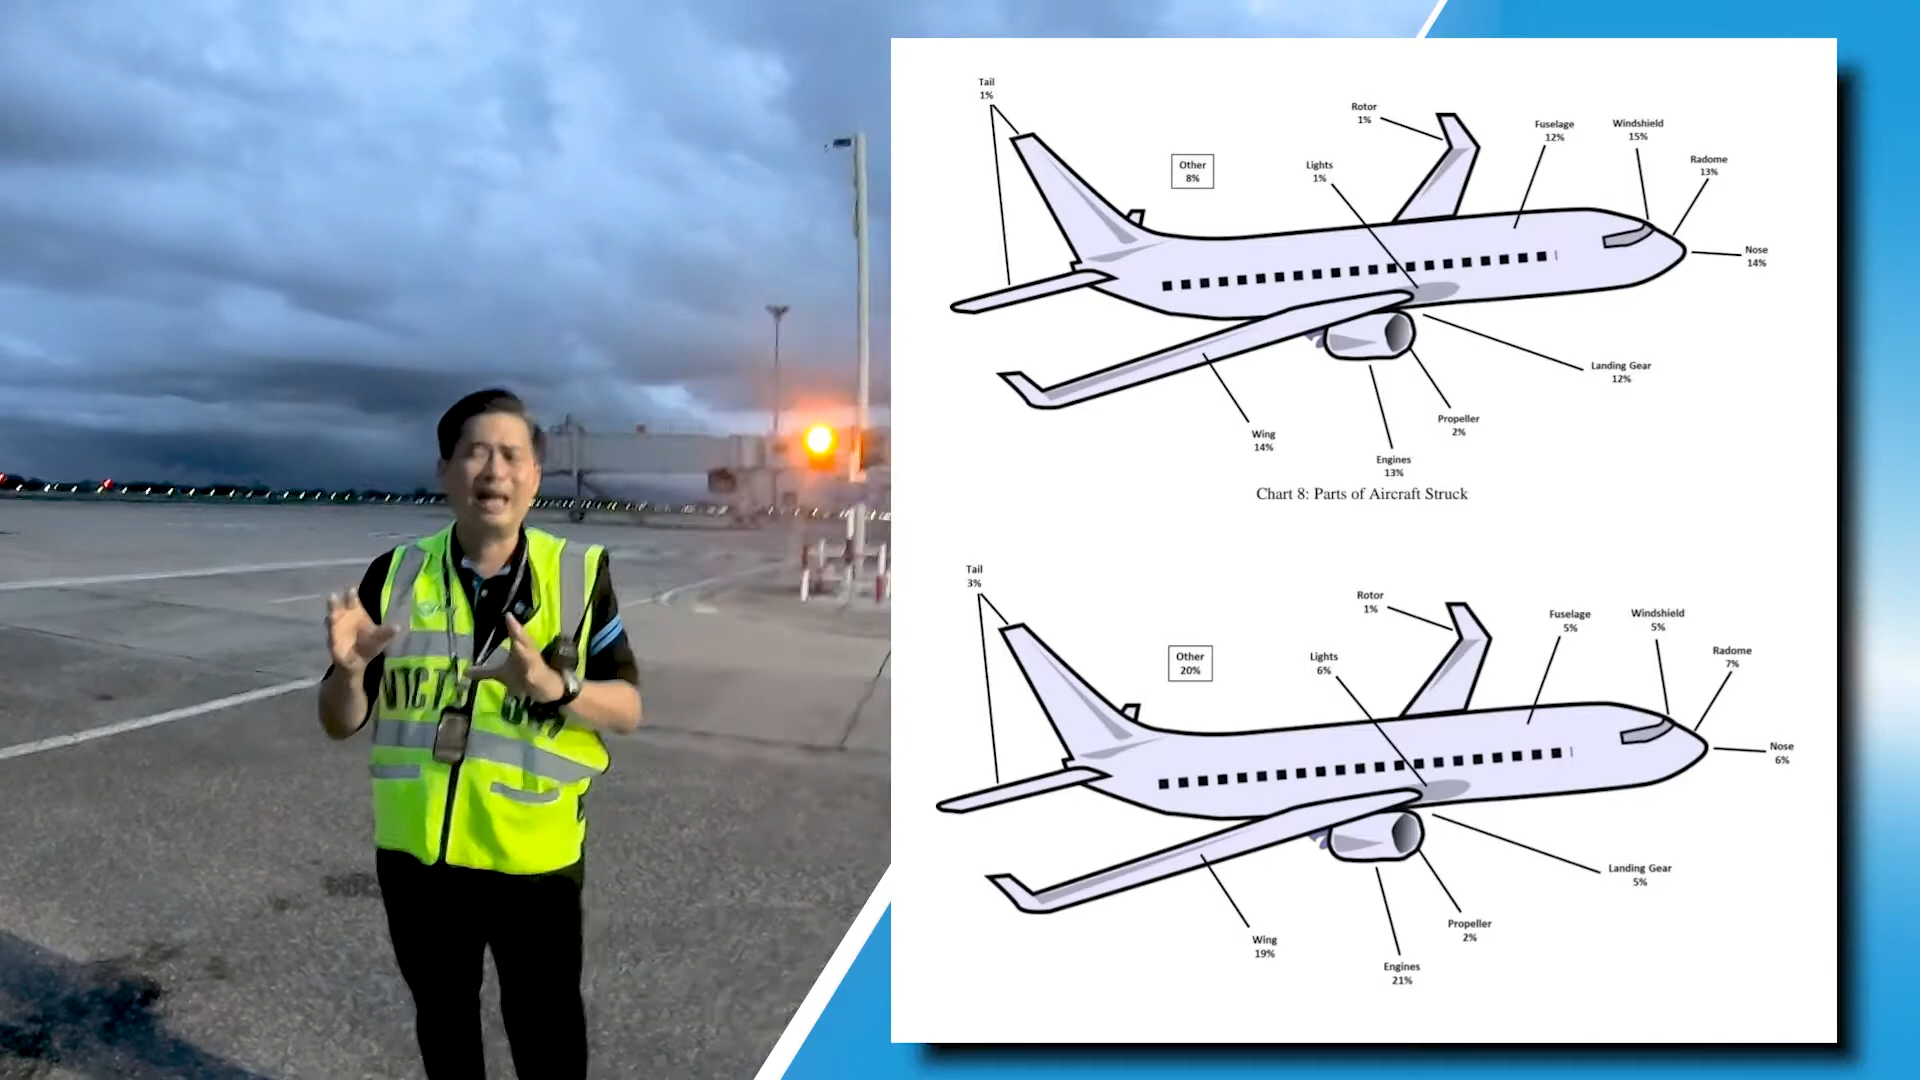 VTCT
Tail
1%
Rotor
1%
Fuselage
12%
Windshield
15%
Other
8%
Lights
1%
Radome
13%
Nose
14%
Landing Gear
12%
Propeller
2%
Wing
14%
Engines
13%
Chart 8: Parts of Aircraft Struck
Tail
3%
Rotor
1%
Fuselage
5%
Windshield
5%
Other
20%
Lights
6%
Radome
7%
Nose
6%
Landing Gear
5%
Propeller
2%
Wing
19%
Engines
21%